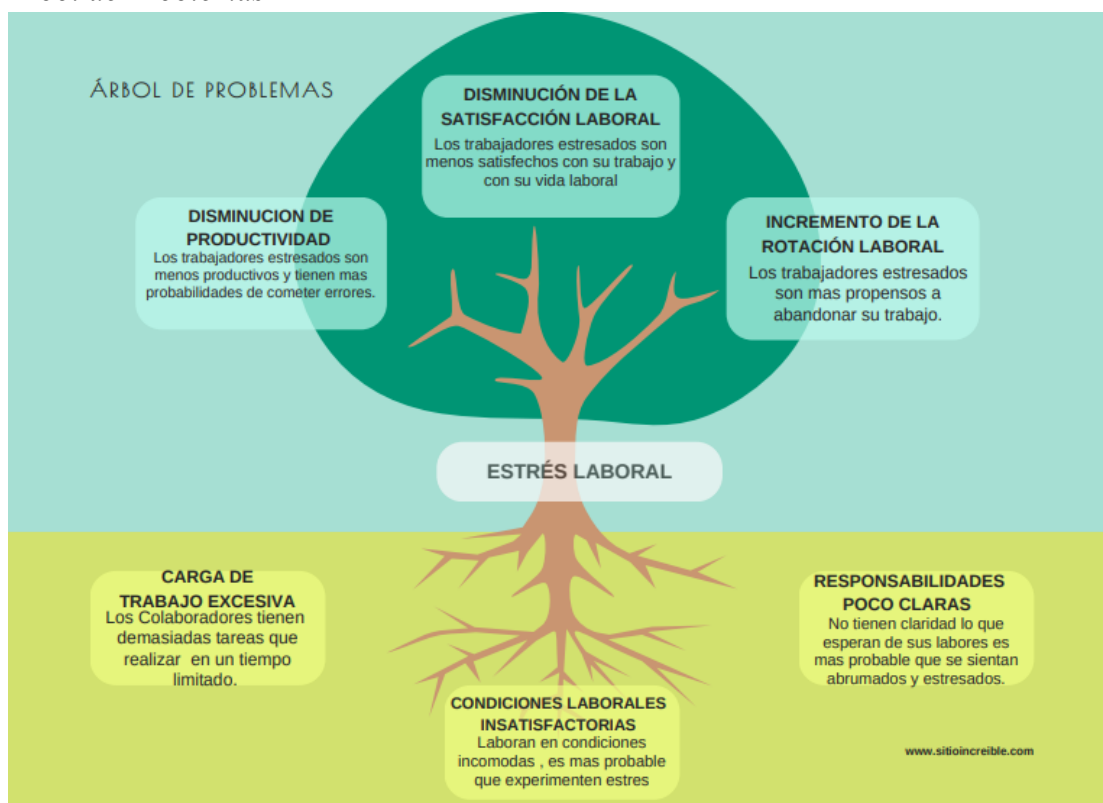 ÁRBOL DE PROBLEMAS
DISMINUCIÓN DE LA
SATISFACCIÓN LABORAL
Los trabajadores estresados son
menos satisfechos con su trabajo y
con su vida laboral
DISMINUCION DE
PRODUCTIVIDAD
Los trabajadores estresados son
menos productivos y tienen mas
probabilidades de cometer errores.
INCREMENTO DE LA
ROTACIÓN LABORAL
Los trabajadores estresados
son mas propensos a
abandonar su trabajo.
ESTRÉS LABORAL
CARGA DE
TRABAJO EXCESIVA
Los Colaboradores tienen
demasiadas tareas que
realizar en un tiempo
limitado.
CONDICIONES LABORALES
INSATISFACTORIAS
Laboran en condiciones
incomodas , es mas probable
que experimenten estres
RESPONSABILIDADES
POCO CLARAS
No tienen claridad lo que
esperan de sus labores es
mas probable que se sientan
abrumados y estresados.
www.sitioincreible.com